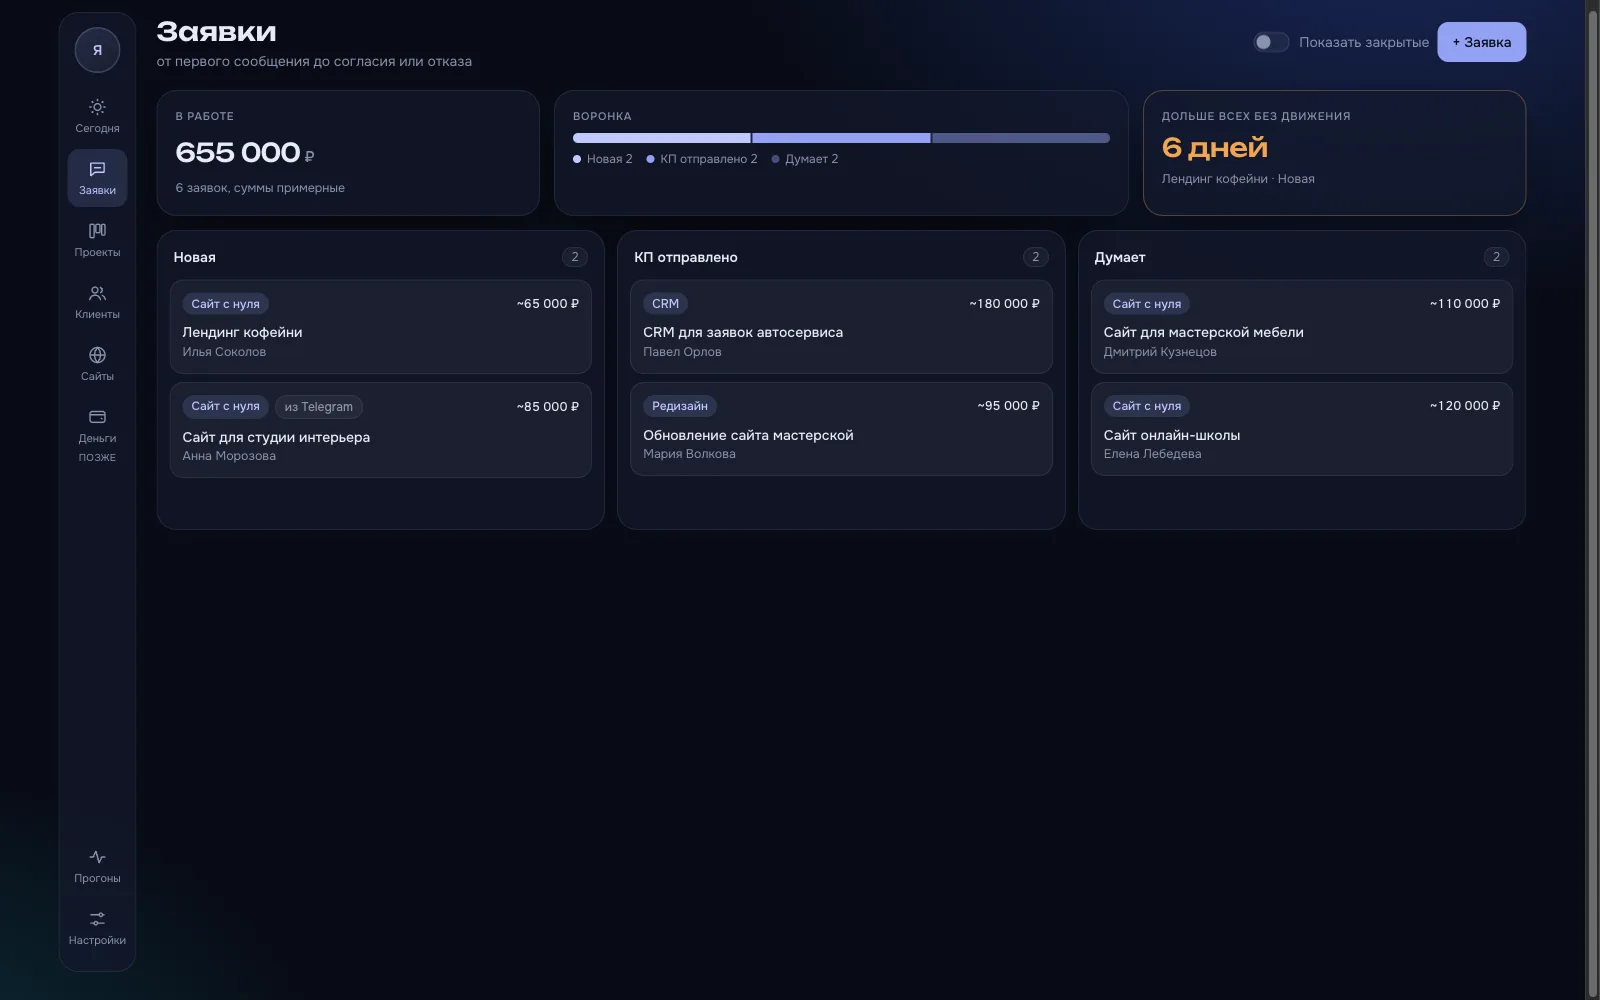 Я
Сегодня
Заявки
Проекты
Клиенты
Сайты
Деньги
ПОЗЖЕ
Прогоны
Настройки
Заявки
от первого сообщения до согласия или отказа
Показать закрытые
+ Заявка
В РАБОТЕ
655 000 ₽
6 заявок, суммы примерные
ВОРОНКА
Новая 2 КП отправлено 2 Думает 2
ДОЛЬШЕ ВСЕХ БЕЗ ДВИЖЕНИЯ
6 дней
Лендинг кофейни · Новая
Новая 2
Сайт с нуля ~65 000 ₽
Лендинг кофейни
Илья Соколов
Сайт с нуля из Telegram ~85 000 ₽
Сайт для студии интерьера
Анна Морозова
КП отправлено 2
CRM ~180 000 ₽
CRM для заявок автосервиса
Павел Орлов
Редизайн ~95 000 ₽
Обновление сайта мастерской
Мария Волкова
Думает 2
Сайт с нуля ~110 000 ₽
Сайт для мастерской мебели
Дмитрий Кузнецов
Сайт с нуля ~120 000 ₽
Сайт онлайн-школы
Елена Лебедева